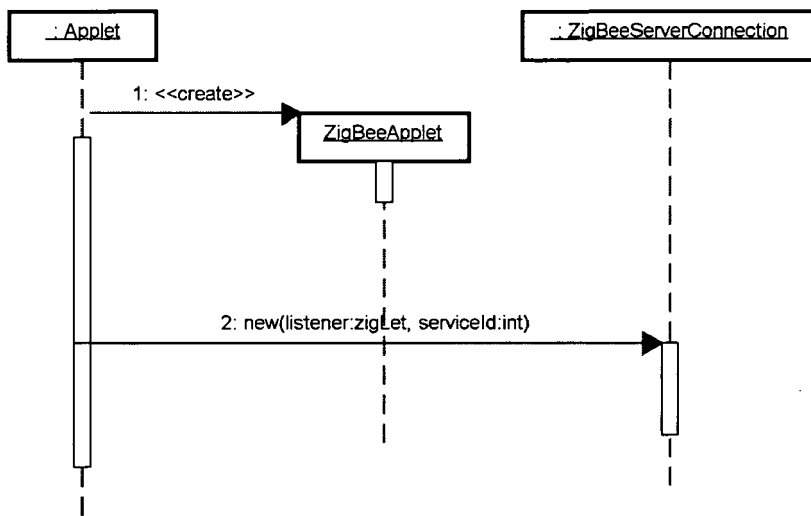 : Applet
: ZigBeeServerConnection
1: <<create>>
ZigBeeApplet
2: new(listener:zigLet, serviceId:int)